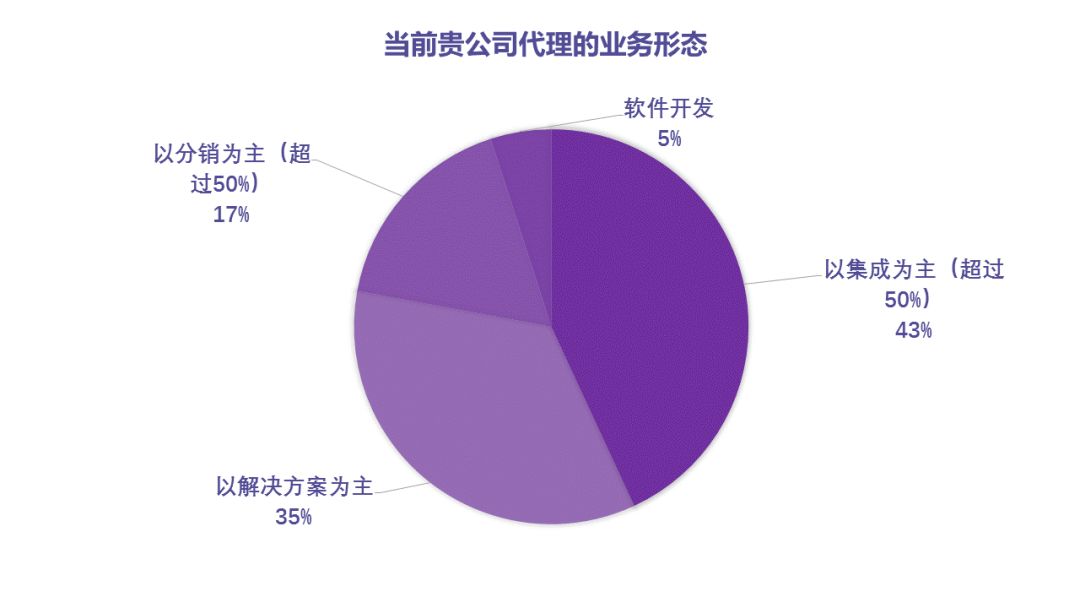 当前贵公司代理的业务形态
软件开发
5%
以分销为主（超
过50%）
17%
以集成为主（超过
50%）
43%
以解决方案为主
35%